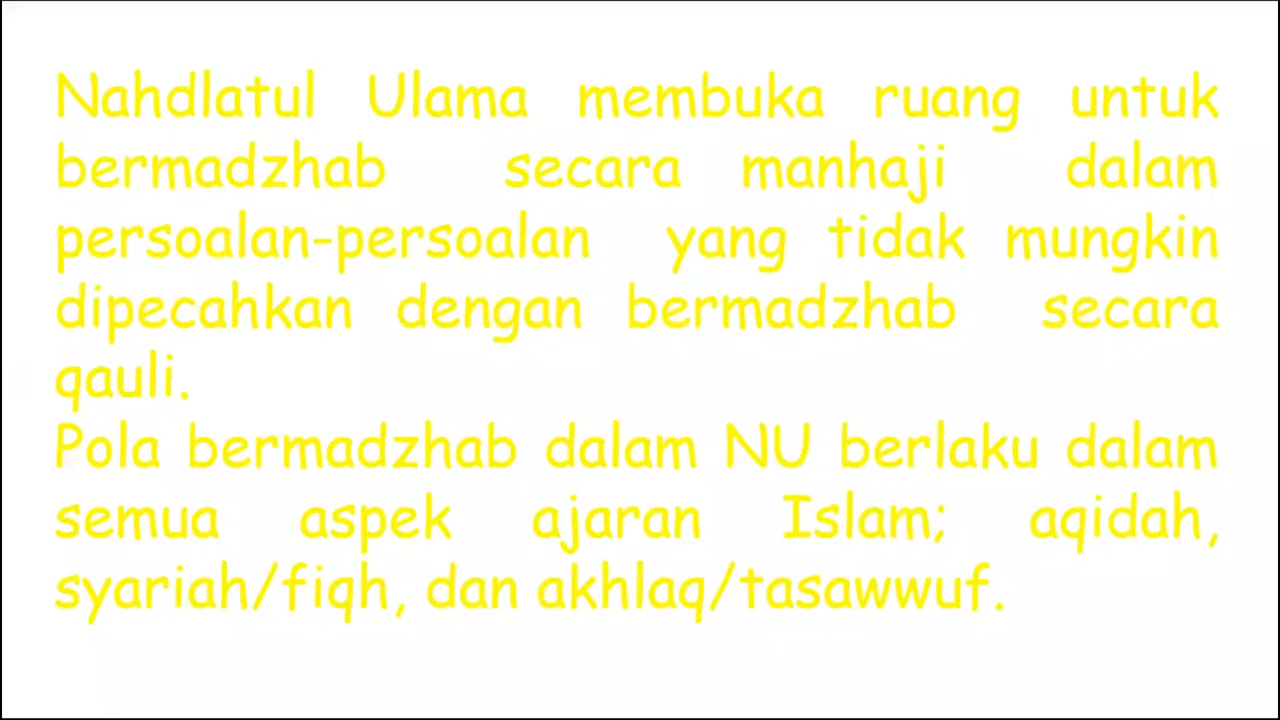 Nahdlatul Ulama membuka ruang untuk
bermadzhab secara manhaji dalam
persoalan-persoalan yang tidak mungkin
dipecahkan dengan bermadzhab secara
qauli.
Pola bermadzhab dalam NU berlaku dalam
semua aspek ajaran Islam; aqidah,
syariah/fiqh, dan akhlaq/tasawwuf.